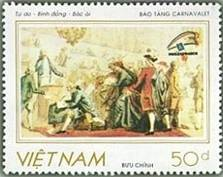 Tự do - Bình đẳng - Bác ái
BẢO TÀNG CARNAVALET
VIỆTNAM
BƯU CHÍNH
50đ